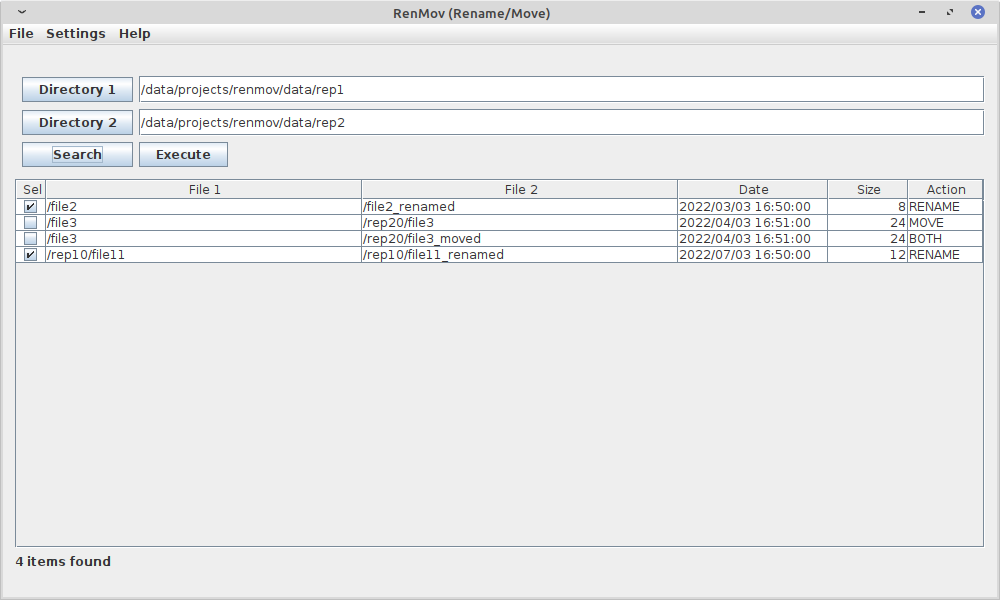 RenMov (Rename/Move)
File Settings Help
Directory 1 /data/projects/renmov/data/rep1
Directory 2 /data/projects/renmov/data/rep2
Search Execute
Sel File 1 File 2 Date Size Action
/file2 /file2_renamed 2022/03/03 16:50:00 8 RENAME
/file3 /rep20/file3 2022/04/03 16:51:00 24 MOVE
/file3 /rep20/file3_moved 2022/04/03 16:51:00 24 BOTH
/rep10/file11 /rep10/file11_renamed 2022/07/03 16:50:00 12 RENAME
4 items found